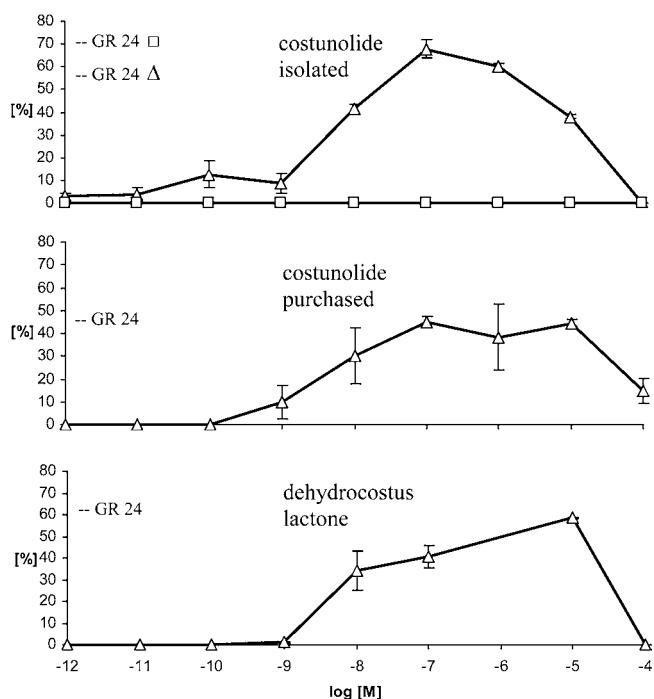 80
-- GR 24 □
costunolide
70
isolated
60
-- GR 24 △
50
[%]
40
30
20
10
0
80
costunolide
70
purchased
60
50
[%]
-- GR 24
40
30
20
10
0
80
dehydrocostus
70
lactone
60
-- GR 24
50
[%]
40
30
20
10
0
-12 -11 -10 -9 -8 -7 -6 -5 -4
log [M]